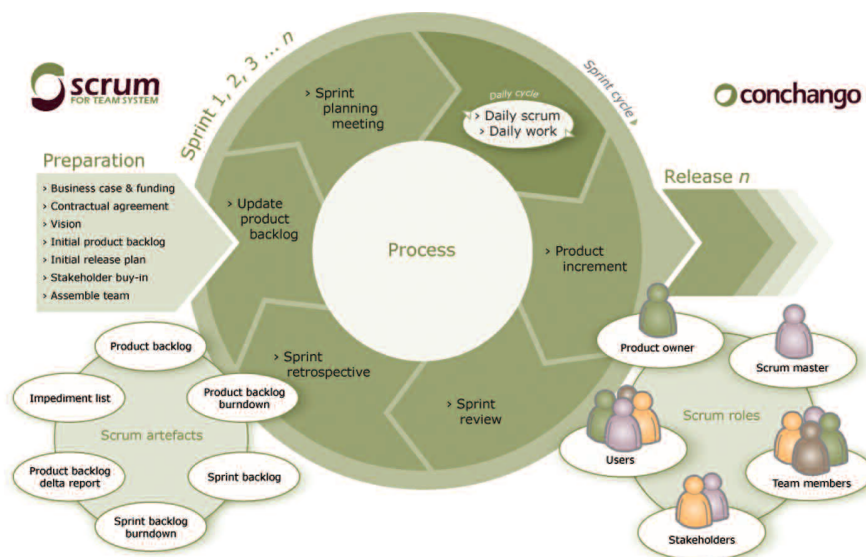 scrum
FOR TEAM SYSTEM
conchango
Sprint 1, 2, 3 ... n
Sprint cycle
Preparation
› Business case & funding
› Contractual agreement
› Vision
› Initial product backlog
› Initial release plan
› Stakeholder buy-in
› Assemble team
› Sprint
planning
meeting
Daily cycle
› Daily scrum
› Daily work
› Update
product
backlog
Process
› Product
increment
› Sprint
retrospective
› Sprint
review
Release n
Product backlog
Impediment list
Product backlog
burndown
Scrum artefacts
Product backlog
delta report
Sprint backlog
Sprint backlog
burndown
Product owner
Scrum master
Scrum roles
Users
Team members
Stakeholders